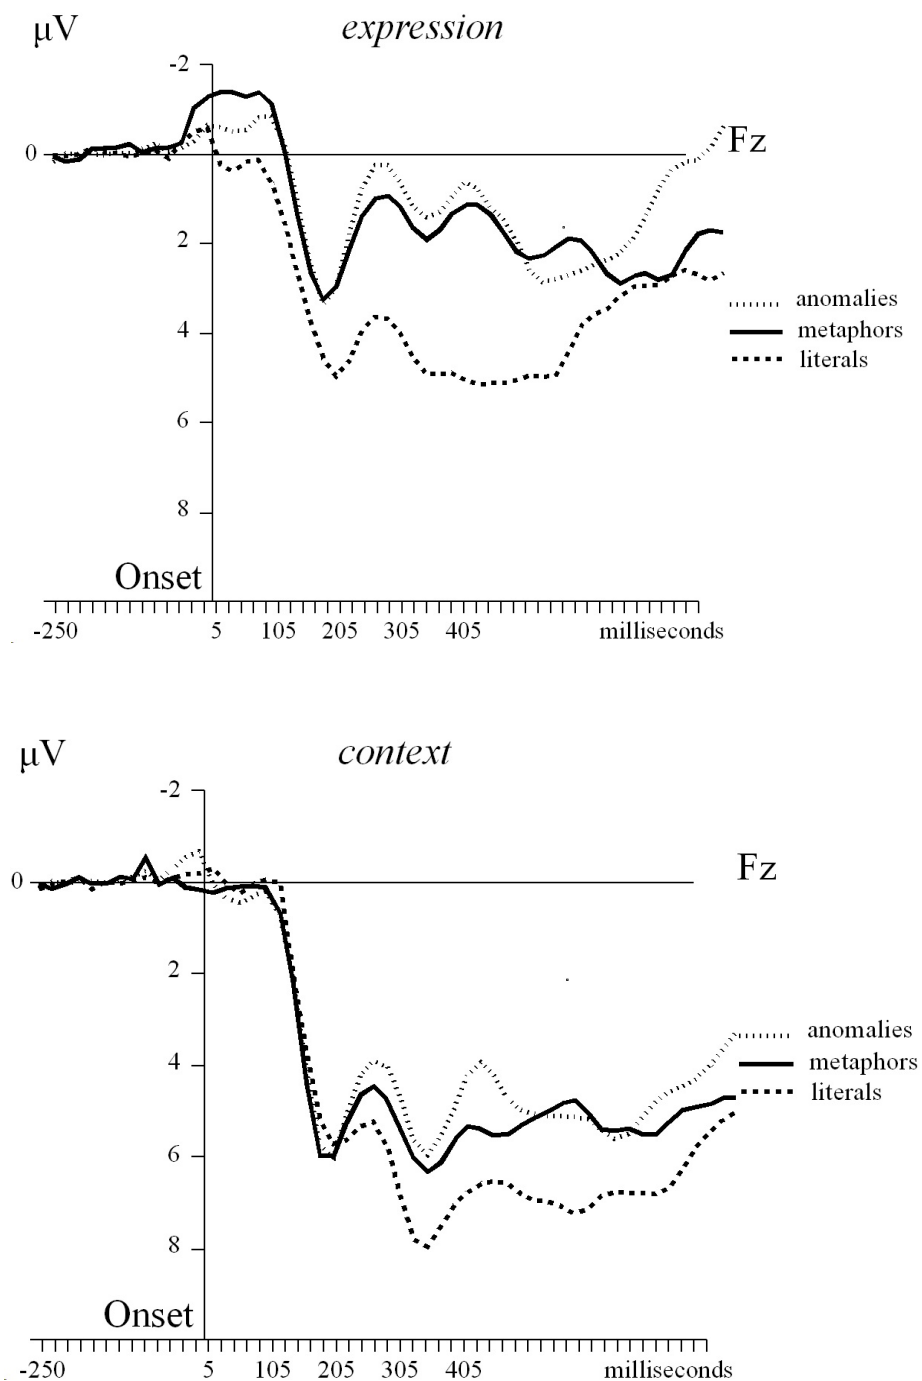 μV expression
-2
0 Fz
2
anomalies
metaphors
4
literals
6
8
Onset
-250 5 105 205 305 405 milliseconds
μV context
-2
0 Fz
2
anomalies
4
metaphors
literals
6
8
Onset
-250 5 105 205 305 405 milliseconds